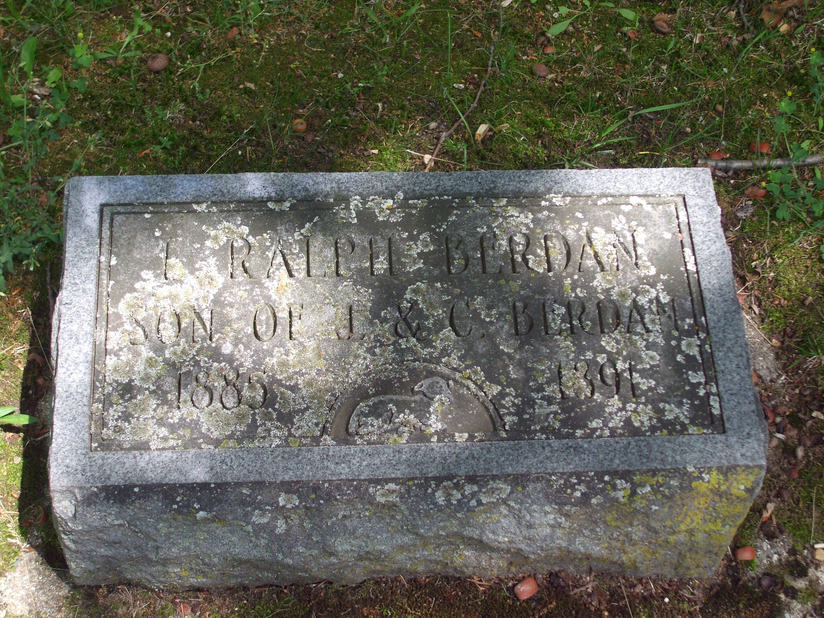 I. RALPH BERDAN
SON OF J. & C. BERDAN
1885 1891